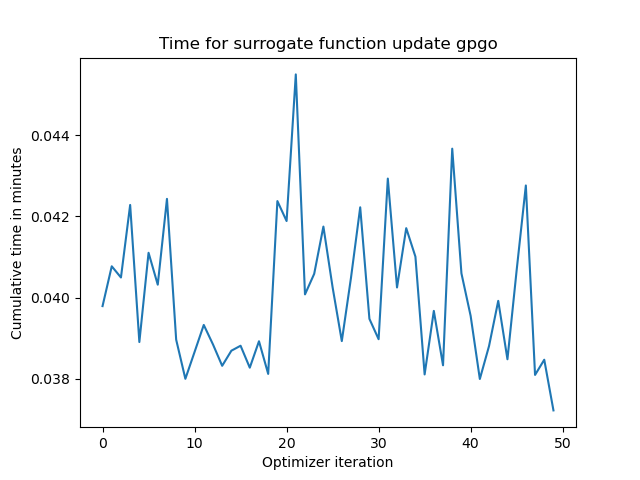 Time for surrogate function update gpgo
Cumulative time in minutes
0.044
0.042
0.040
0.038
0 10 20 30 40 50
Optimizer iteration